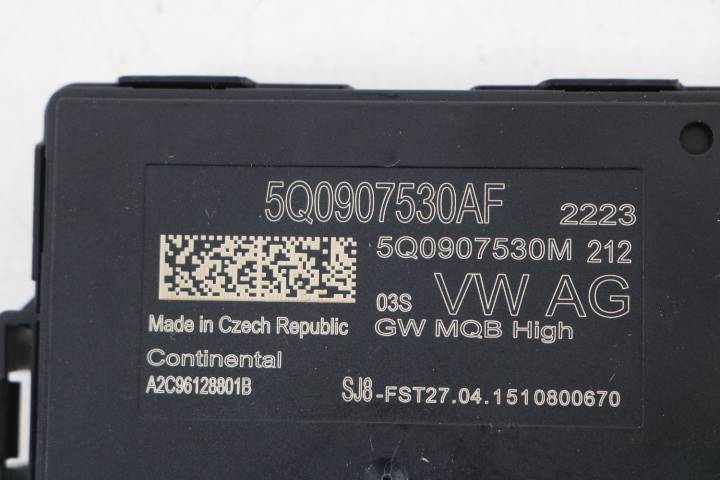 5Q0907530AF 2223
5Q0907530M 212
03S VW AG
Made in Czech Republic GW MQB High
Continental
A2C96128801B SJ8-FST27.04.1510800670